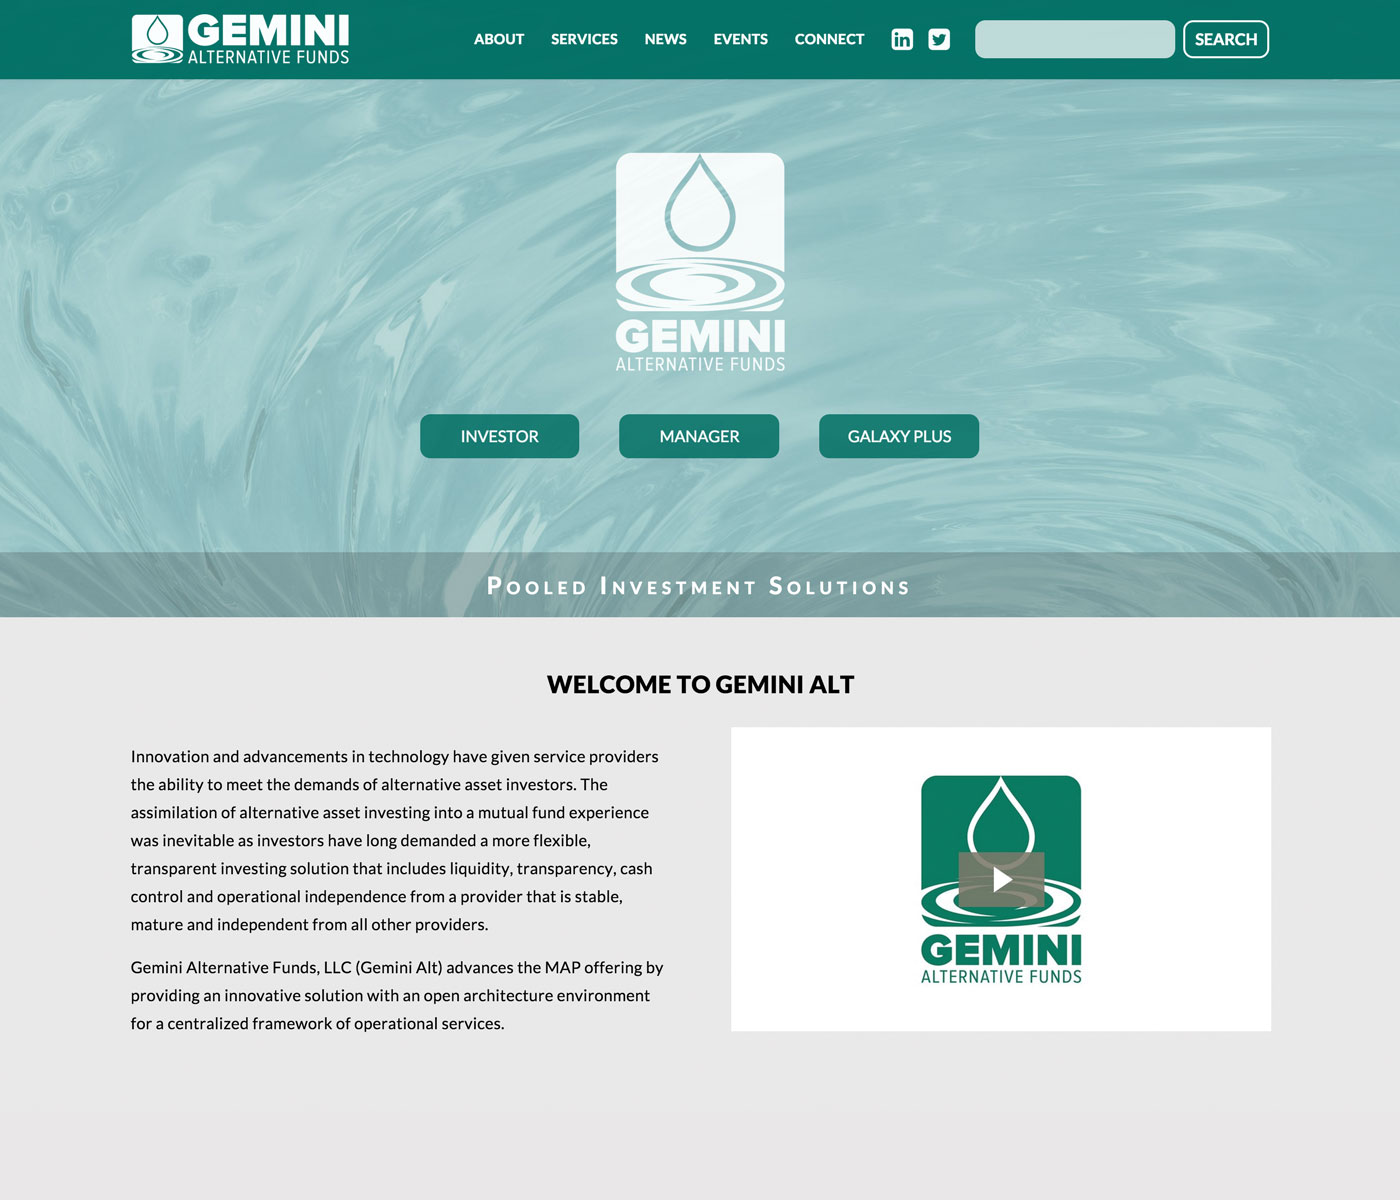 GEMINI
ALTERNATIVE FUNDS
ABOUT SERVICES NEWS EVENTS CONNECT in SEARCH
GEMINI
ALTERNATIVE FUNDS
INVESTOR MANAGER GALAXY PLUS
POOLED INVESTMENT SOLUTIONS
WELCOME TO GEMINI ALT
Innovation and advancements in technology have given service providers
the ability to meet the demands of alternative asset investors. The
assimilation of alternative asset investing into a mutual fund experience
was inevitable as investors have long demanded a more flexible,
transparent investing solution that includes liquidity, transparency, cash
control and operational independence from a provider that is stable,
mature and independent from all other providers.
Gemini Alternative Funds, LLC (Gemini Alt) advances the MAP offering by
providing an innovative solution with an open architecture environment
for a centralized framework of operational services.
GEMINI
ALTERNATIVE FUNDS